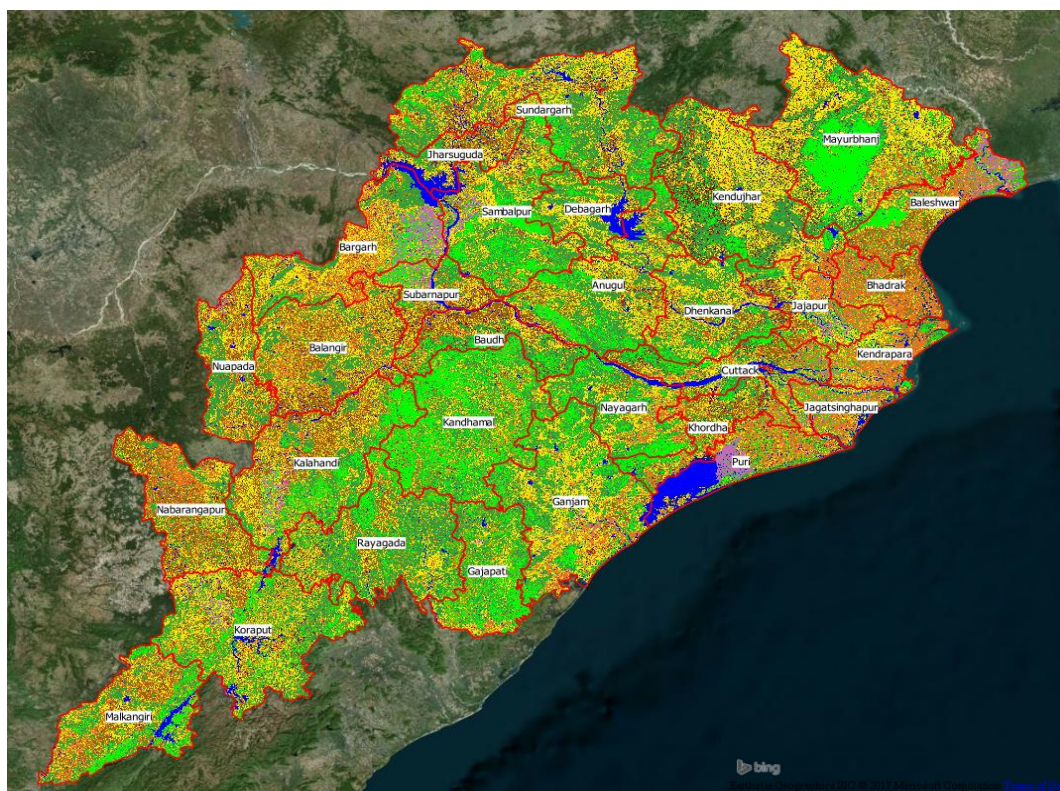 Sundargarh
Mayurbhanj
Jharsuguda
Kendujhar
Baleshwar
Sambalpur
Debagarh
Bargarh
Anugul
Bhadrak
Subarnapur
Jajapur
Dhenkanal
Baudh
Balangir
Kendrapara
Nuapada
Cuttack
Nayagarh
Jagatsinghapur
Kandhamal
Khordha
Puri
Kalahandi
Ganjam
Nabarangapur
Rayagada
Gajapati
Koraput
Malkangiri
bing